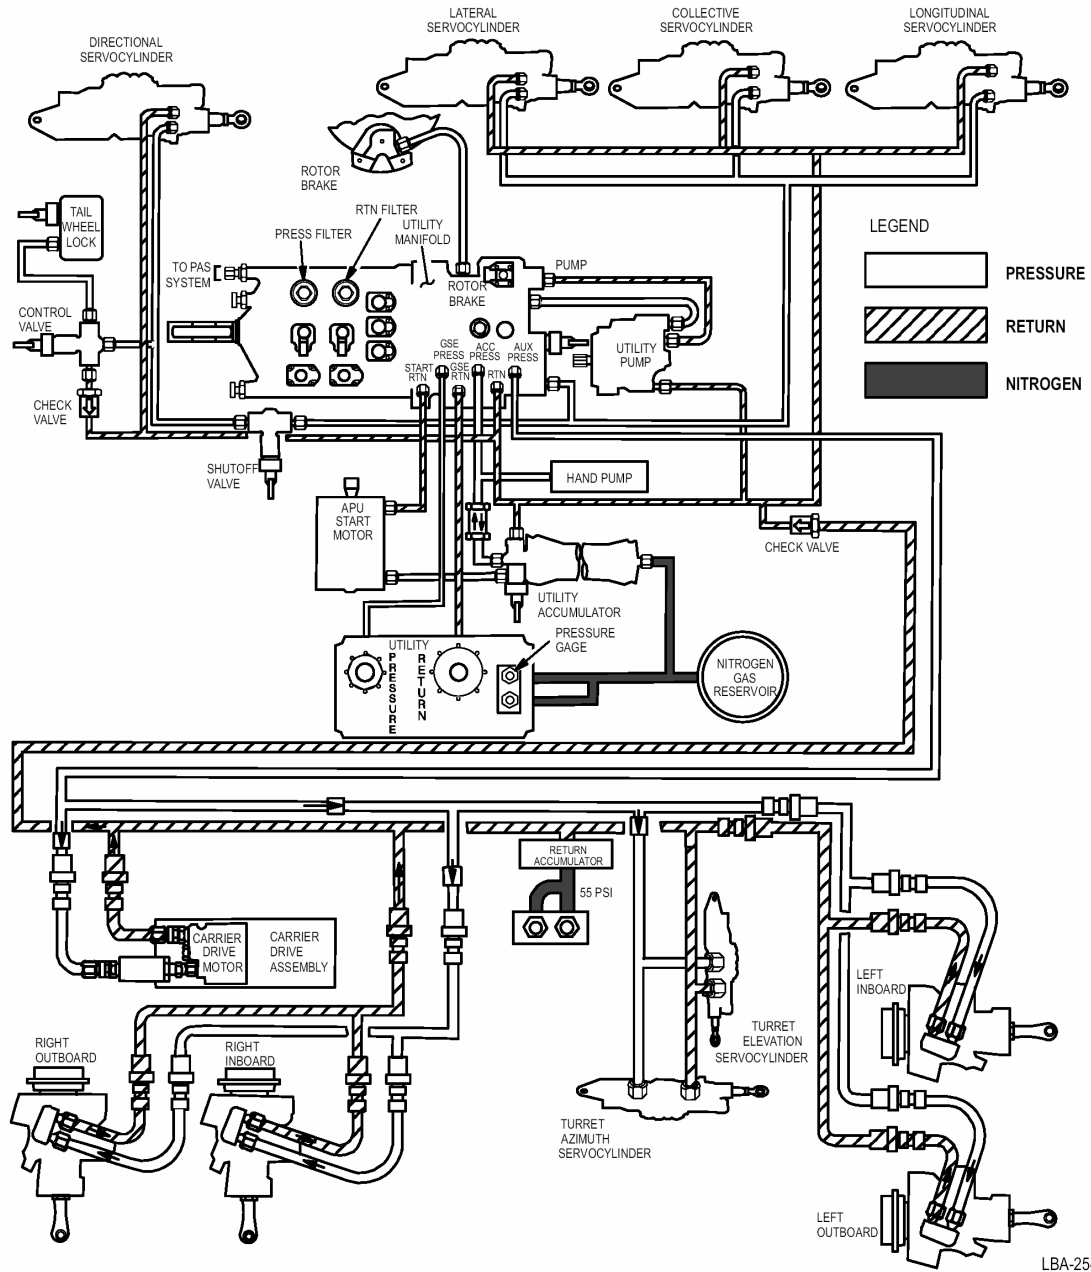 LATERAL
SERVOCYLINDER
COLLECTIVE
SERVOCYLINDER
LONGITUDINAL
SERVOCYLINDER
DIRECTIONAL
SERVOCYLINDER
ROTOR
BRAKE
TAIL
WHEEL
LOCK
RTN FILTER
UTILITY
MANIFOLD
PRESS FILTER
LEGEND
PRESSURE
RETURN
NITROGEN
TO PAS
SYSTEM
PUMP
ROTOR
BRAKE
CONTROL
VALVE
UTILITY
PUMP
GSE
PRESS
ACC
PRESS
AUX
PRESS
START
RTN
GSE
RTN
RTN
CHECK
VALVE
SHUTOFF
VALVE
HAND PUMP
APU
START
MOTOR
CHECK VALVE
UTILITY
ACCUMULATOR
PRESSURE
GAGE
UTILITY
PRESSURE
RETURN
NITROGEN
GAS
RESERVOIR
RETURN
ACCUMULATOR
55 PSI
CARRIER
DRIVE
MOTOR
CARRIER
DRIVE
ASSEMBLY
LEFT
INBOARD
TURRET
ELEVATION
SERVOCYLINDER
RIGHT
OUTBOARD
RIGHT
INBOARD
TURRET
AZIMUTH
SERVOCYLINDER
LEFT
OUTBOARD
LBA-25